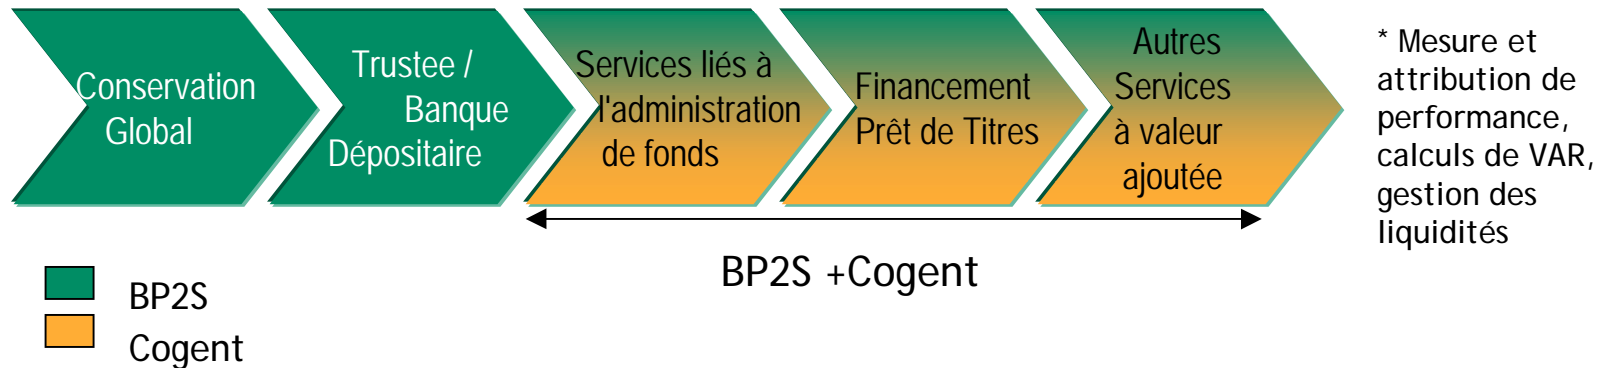 Conservation
Global
Trustee /
Banque
Dépositaire
Services liés à
l'administration
de fonds
Financement
Prêt de Titres
Autres
Services
à valeur
ajoutée
* Mesure et
attribution de
performance,
calculs de VAR,
gestion des
liquidités
BP2S +Cogent
BP2S
Cogent